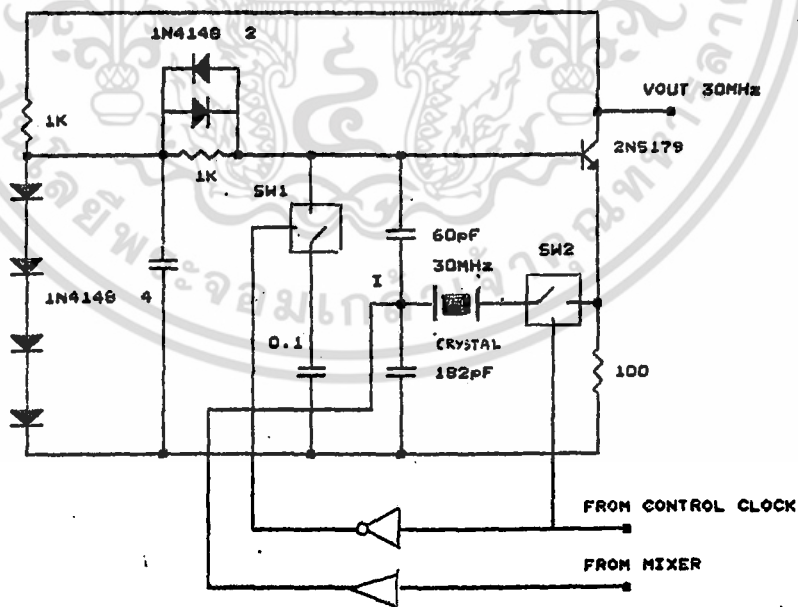 1N4148 2
VOUT 30MHz
1K
2N5179
1K
SW1
60pF
SW2
30MHz
I
1N4148 4
0.1
CRYSTAL
182pF
100
FROM CONTROL CLOCK
FROM MIXER